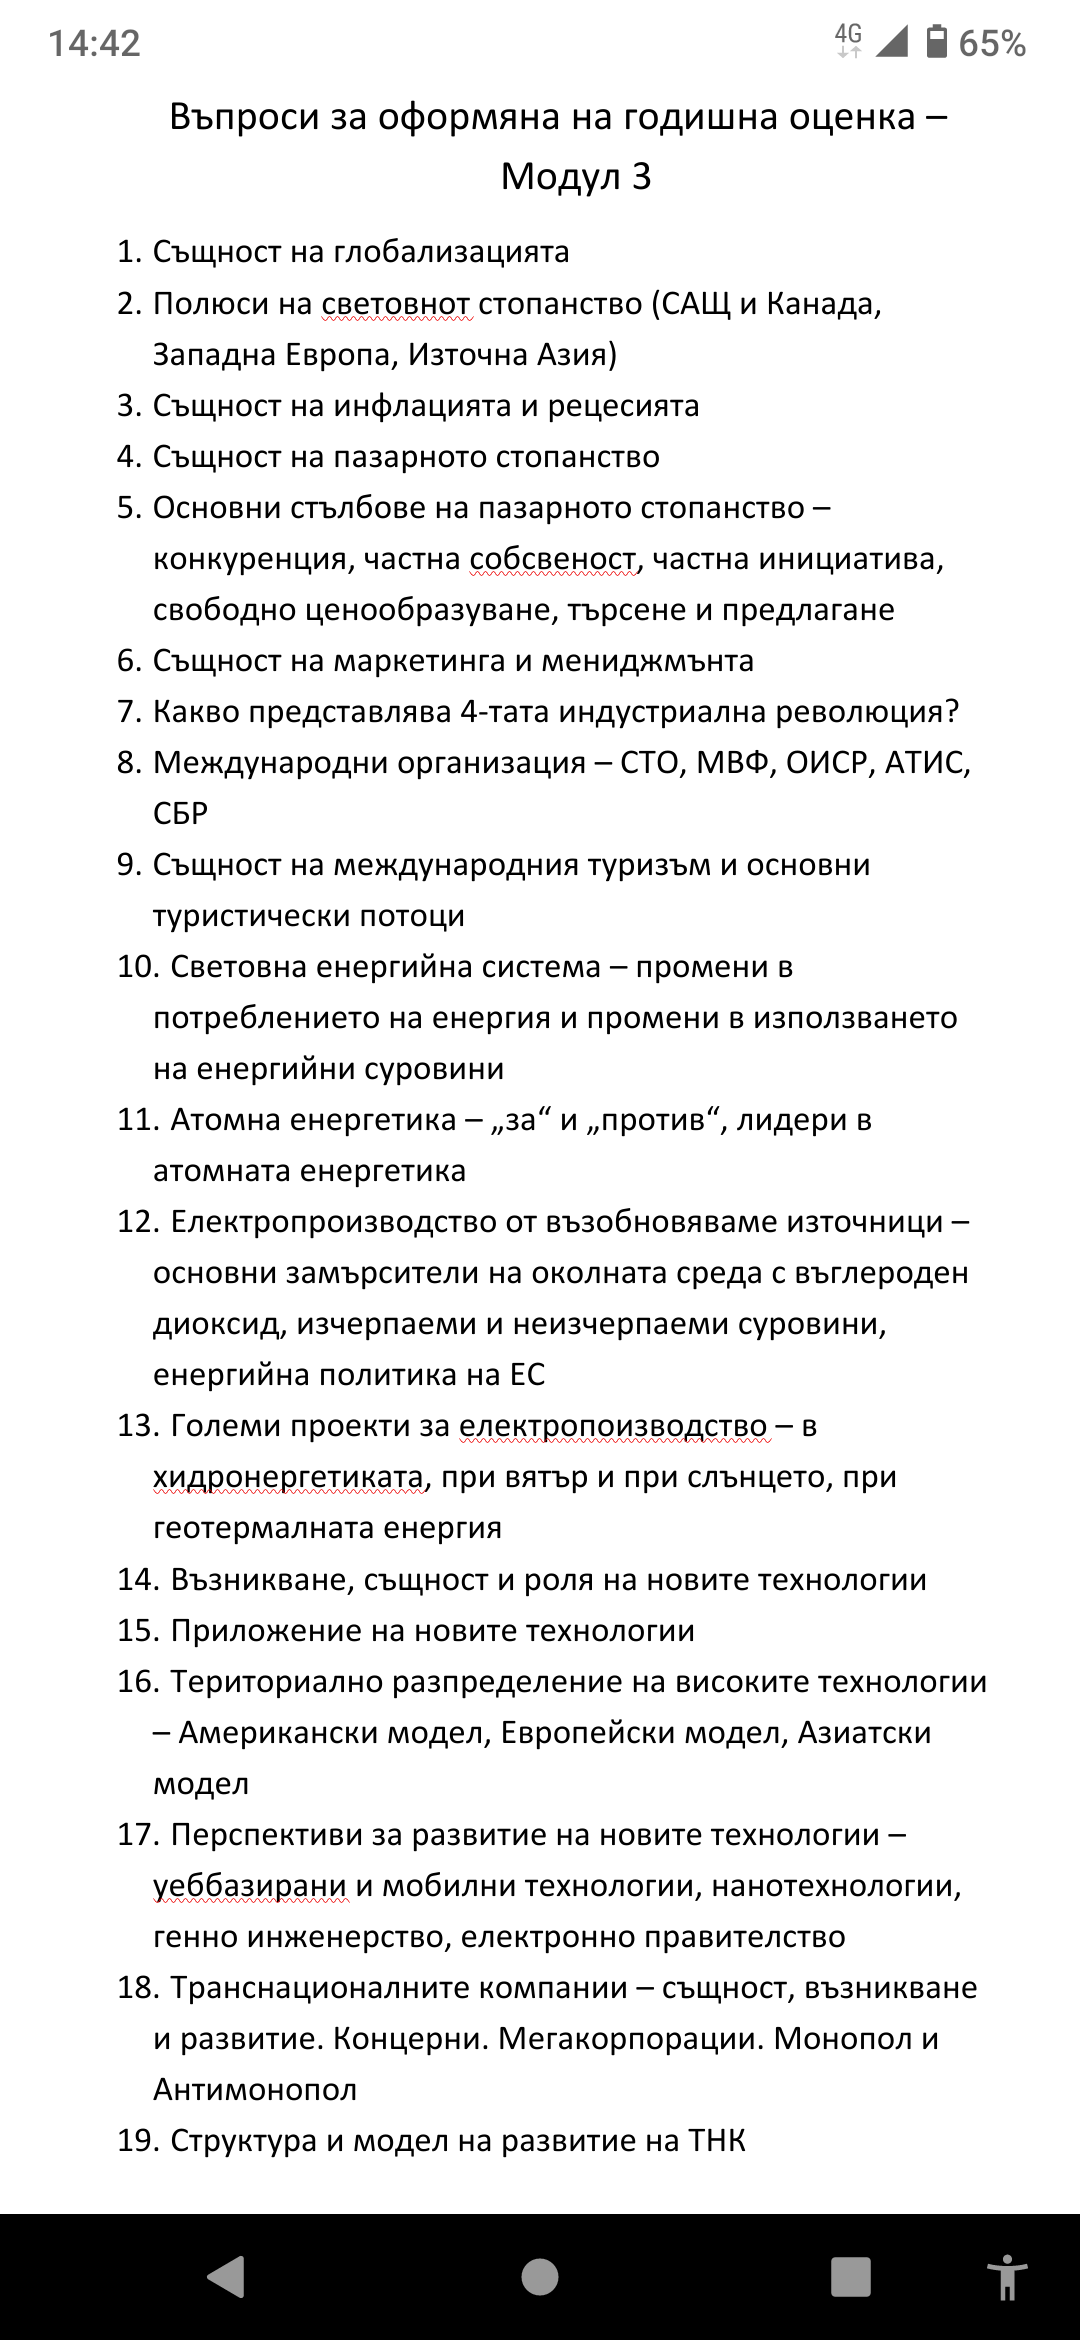 14:42 4G 65%
Въпроси за оформяна на годишна оценка –
Модул 3
1. Същност на глобализацията
2. Полюси на световнот стопанство (САЩ и Канада,
Западна Европа, Източна Азия)
3. Същност на инфлацията и рецесията
4. Същност на пазарното стопанство
5. Основни стълбове на пазарното стопанство –
конкуренция, частна собсвеност, частна инициатива,
свободно ценообразуване, търсене и предлагане
6. Същност на маркетинга и мениджмънта
7. Какво представлява 4-тата индустриална революция?
8. Международни организация – СТО, МВФ, ОИСР, АТИС,
СБР
9. Същност на международния туризъм и основни
туристически потоци
10. Световна енергийна система – промени в
потреблението на енергия и промени в използването
на енергийни суровини
11. Атомна енергетика – „за“ и „против“, лидери в
атомната енергетика
12. Електропроизводство от възобновяваме източници –
основни замърсители на околната среда с въглероден
диоксид, изчерпаеми и неизчерпаеми суровини,
енергийна политика на ЕС
13. Големи проекти за електропоизводство – в
хидронергетиката, при вятър и при слънцето, при
геотермалната енергия
14. Възникване, същност и роля на новите технологии
15. Приложение на новите технологии
16. Териториално разпределение на високите технологии
– Американски модел, Европейски модел, Азиатски
модел
17. Перспективи за развитие на новите технологии –
уеббазирани и мобилни технологии, нанотехнологии,
генно инженерство, електронно правителство
18. Транснационалните компании – същност, възникване
и развитие. Концерни. Мегакорпорации. Монопол и
Антимонопол
19. Структура и модел на развитие на ТНК